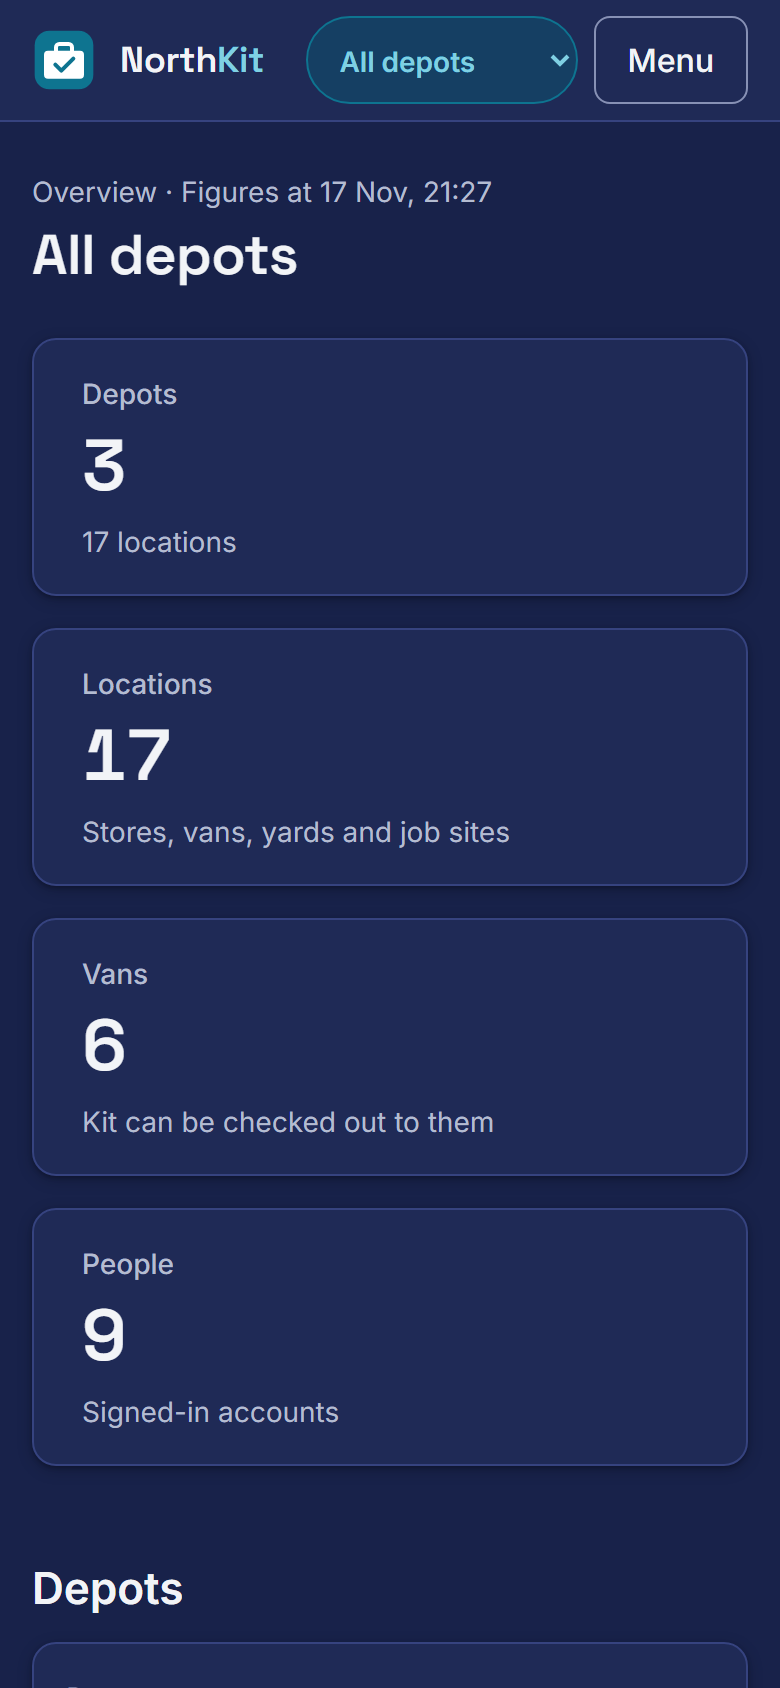 NorthKit
All depots
Menu
Overview · Figures at 17 Nov, 21:27
All depots
Depots
3
17 locations
Locations
17
Stores, vans, yards and job sites
Vans
6
Kit can be checked out to them
People
9
Signed-in accounts
Depots